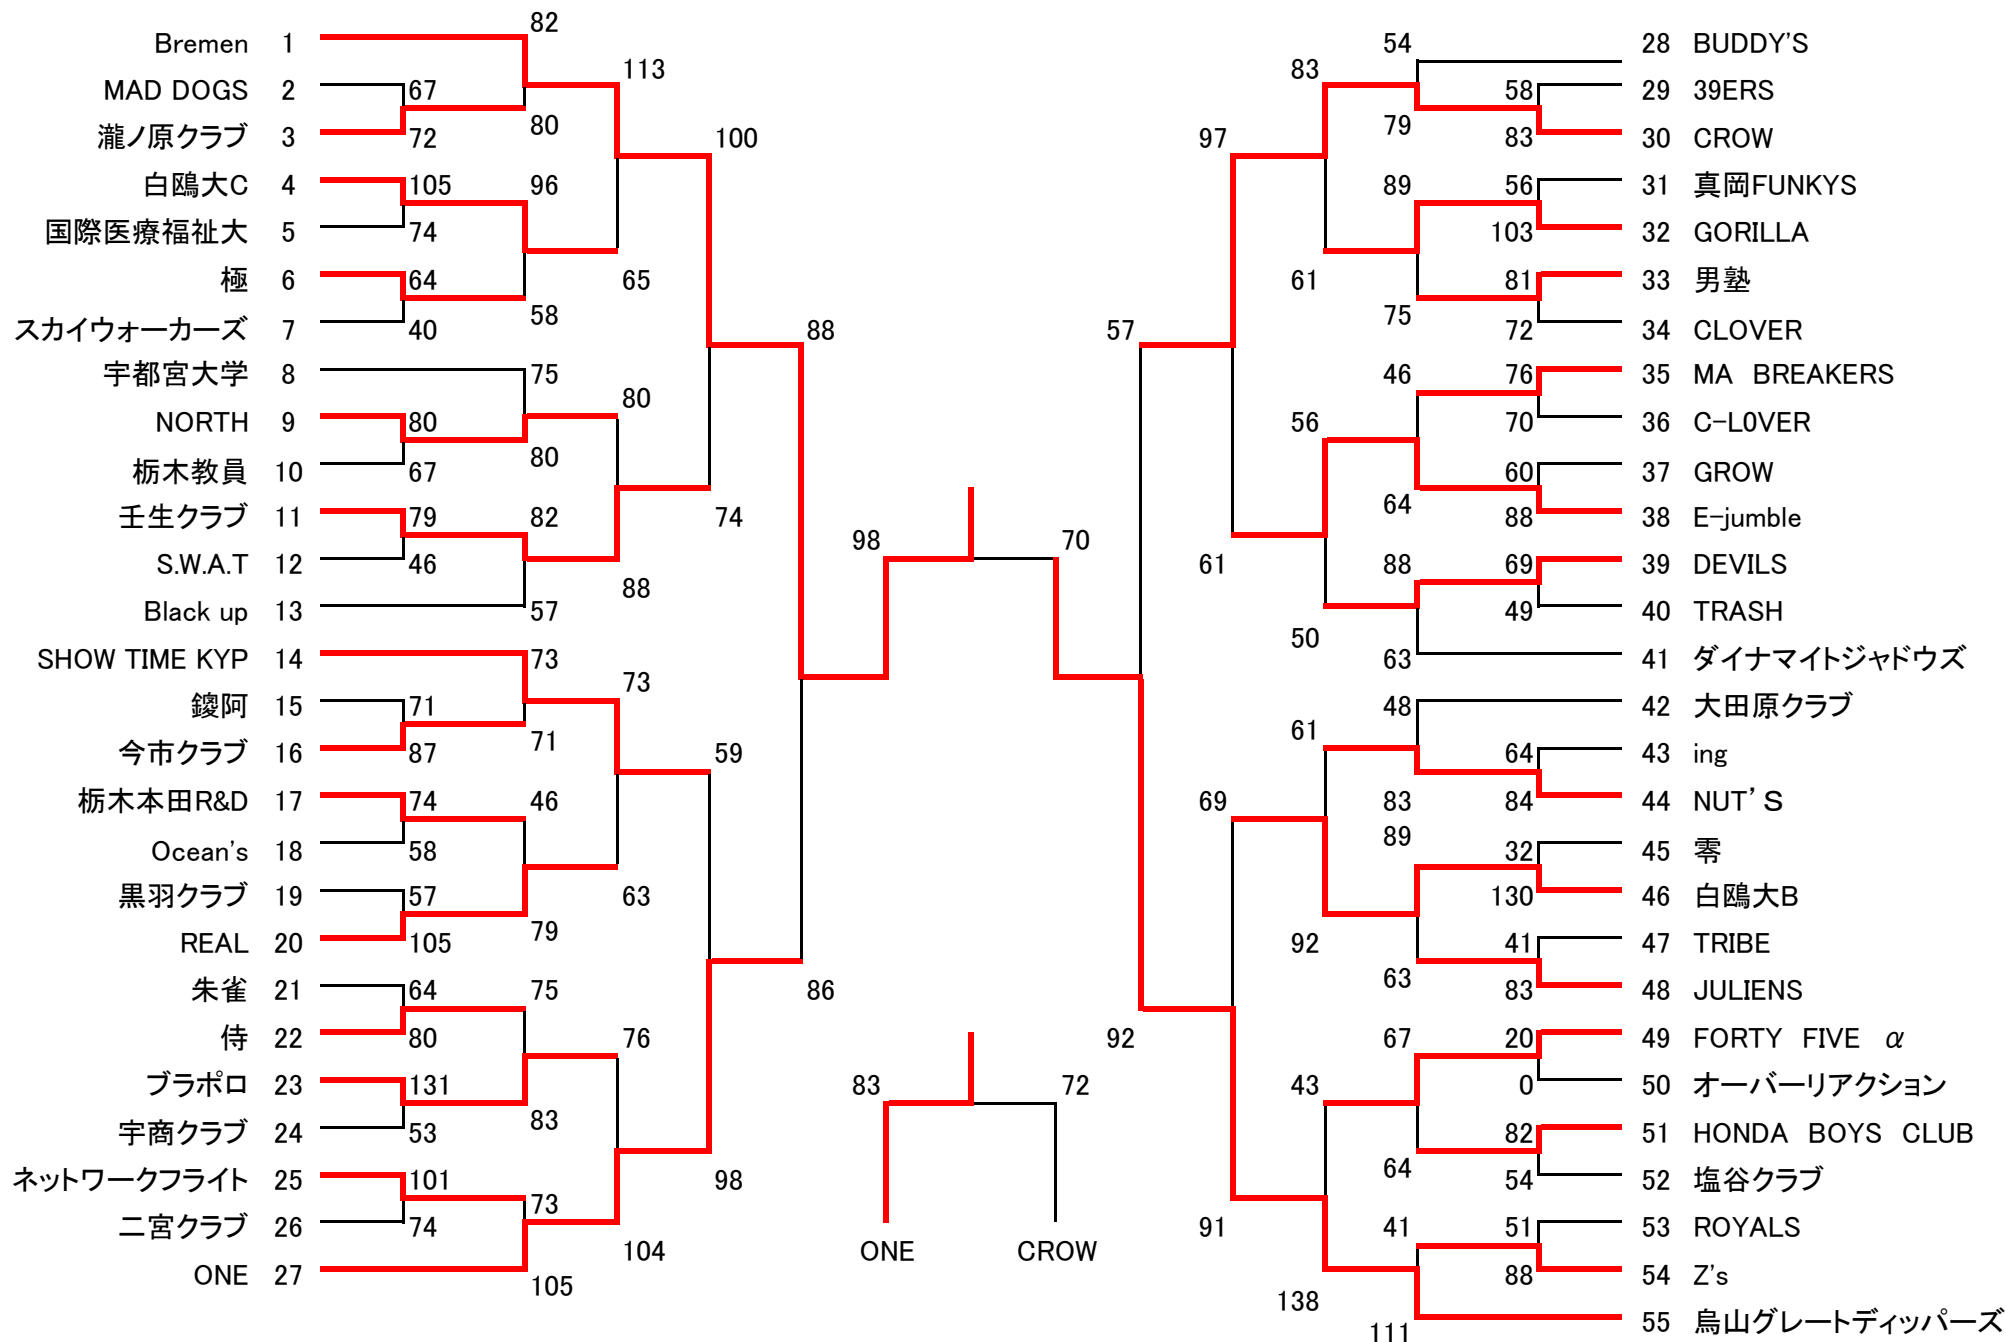 Bremen 1
MAD DOGS 2
瀧ノ原クラブ 3
白鴎大C 4
国際医療福祉大 5
極 6
スカイウォーカーズ 7
宇都宮大学 8
NORTH 9
栃木教員 10
壬生クラブ 11
S.W.A.T 12
Black up 13
SHOW TIME KYP 14
鑁阿 15
今市クラブ 16
栃木本田R&D 17
Ocean's 18
黒羽クラブ 19
REAL 20
朱雀 21
侍 22
ブラポロ 23
宇商クラブ 24
ネットワークフライト 25
二宮クラブ 26
ONE 27
67
72
105
74
64
40
80
67
79
46
71
87
74
58
57
105
64
80
131
53
101
74
82
80
96
58
75
80
82
57
73
71
46
79
75
83
73
105
113
65
80
88
73
63
76
104
100
74
59
98
88
86
98
70
83
72
ONE
CROW
57
92
97
61
69
91
83
61
56
50
61
92
43
138
54
79
89
75
46
64
88
63
48
83
89
63
67
64
41
111
58
83
56
103
81
72
76
70
60
88
69
49
64
84
32
130
41
83
20
0
82
54
51
88
28 BUDDY'S
29 39ERS
30 CROW
31 真岡FUNKYS
32 GORILLA
33 男塾
34 CLOVER
35 MA BREAKERS
36 C-L0VER
37 GROW
38 E-jumble
39 DEVILS
40 TRASH
41 ダイナマイトジャドウズ
42 大田原クラブ
43 ing
44 NUT’S
45 零
46 白鴎大B
47 TRIBE
48 JULIENS
49 FORTY FIVE α
50 オーバーリアクション
51 HONDA BOYS CLUB
52 塩谷クラブ
53 ROYALS
54 Z's
55 烏山グレートディッパーズ